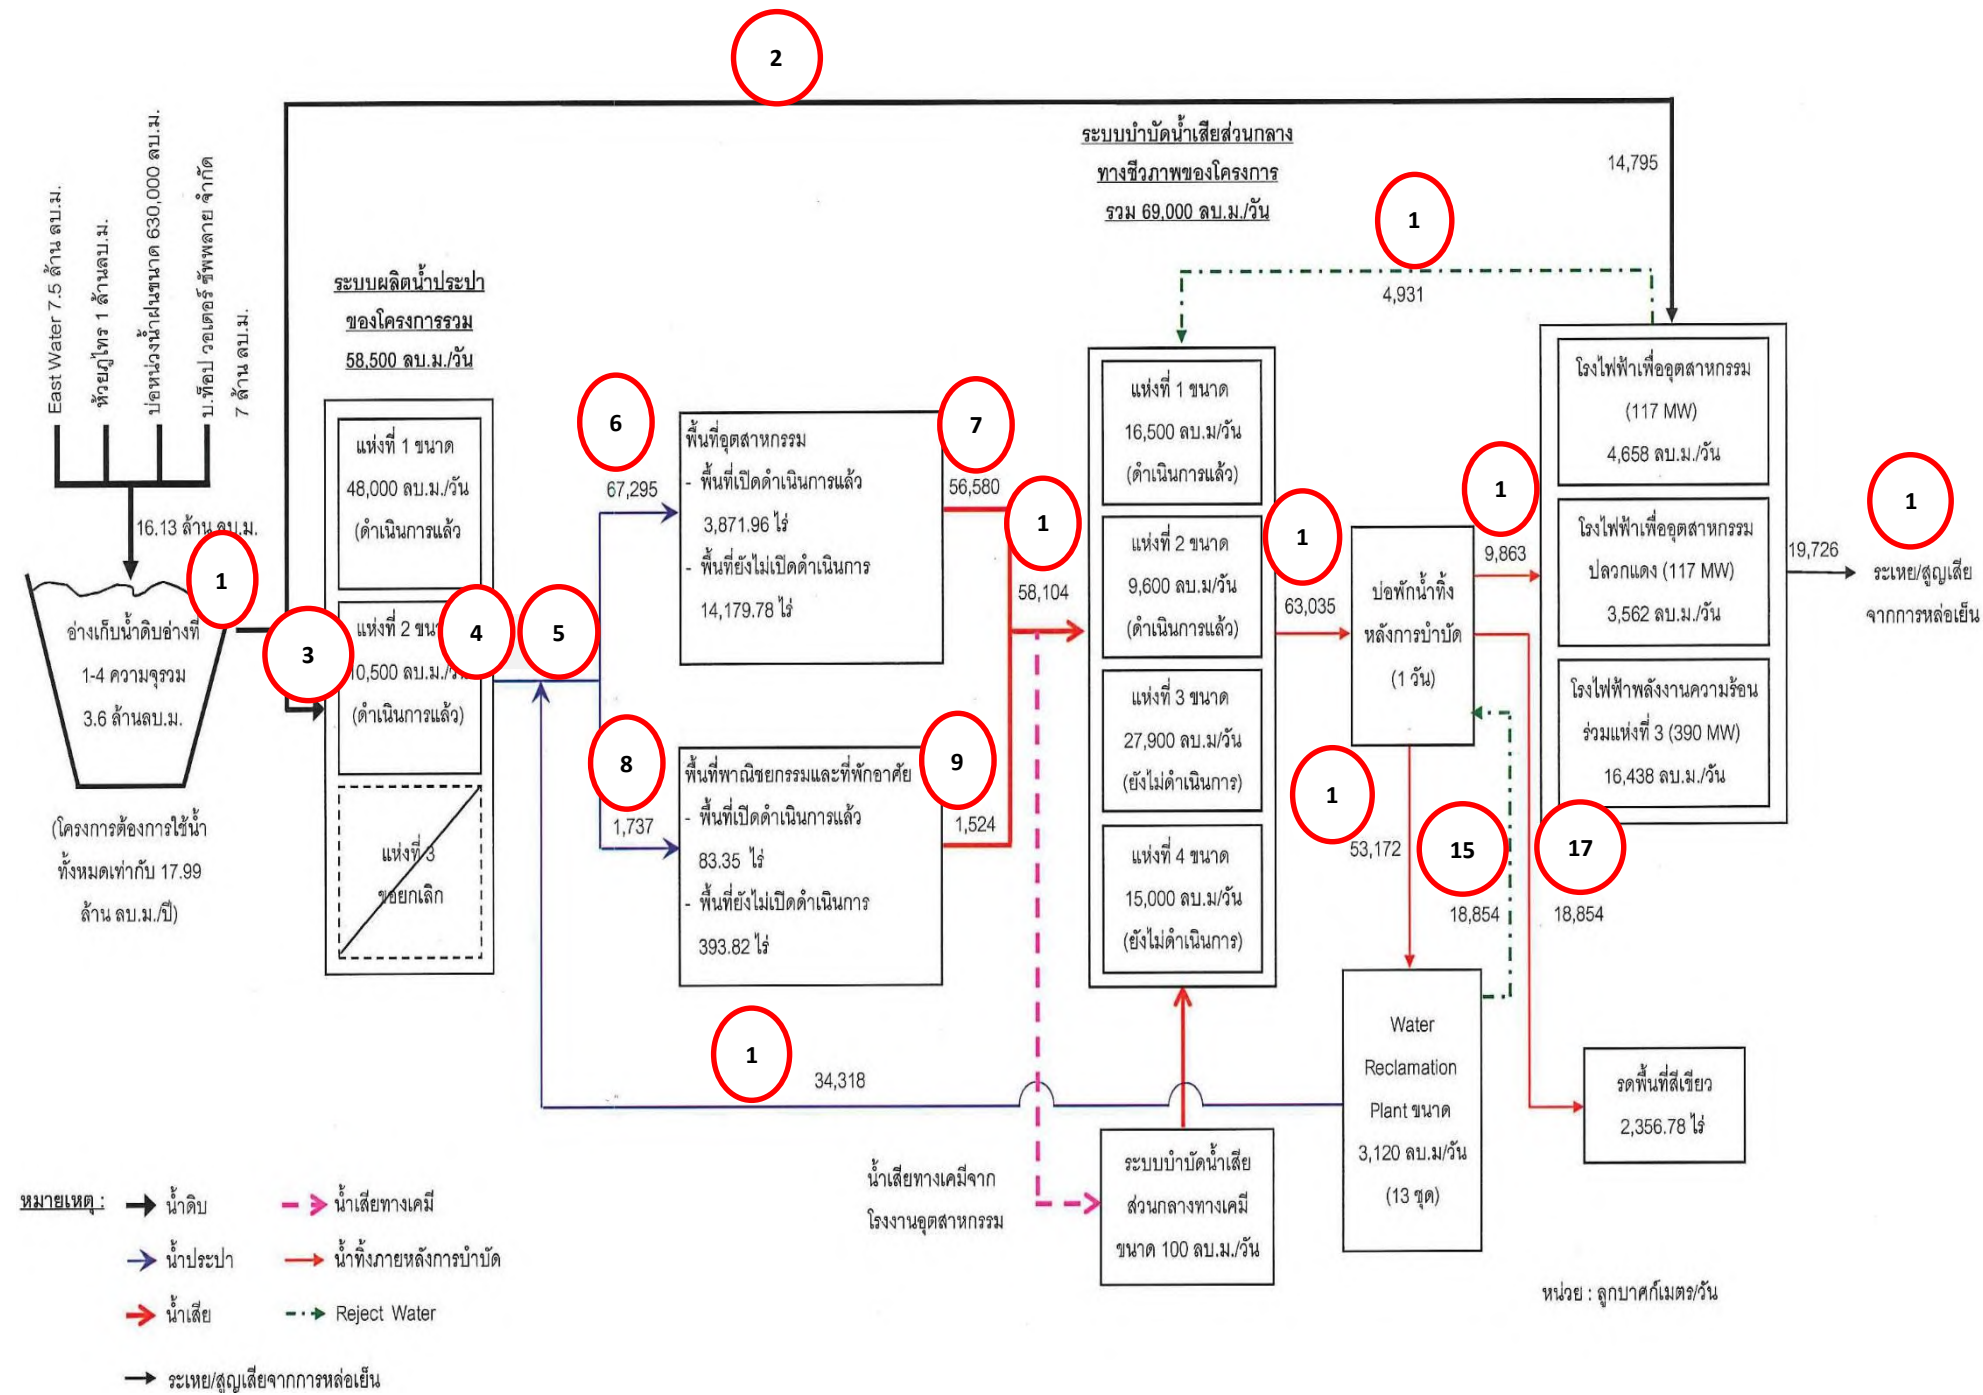 2
East Water 7.5 ล้าน ลบ.ม.
ห้วยภูไทร 1 ล้านลบ.ม.
บ่อหน่วงน้ำฝนขนาด 630,000 ลบ.ม.
บ.ท็อป วอเตอร์ ซัพพลาย จำกัด
7 ล้าน ลบ.ม.
16.13 ล้าน ลบ.ม.
1
อ่างเก็บน้ำดิบอ่างที่
1-4 ความจุรวม
3.6 ล้านลบ.ม.
(โครงการต้องการใช้น้ำ
ทั้งหมดเท่ากับ 17.99
ล้าน ลบ.ม./ปี)
3
ระบบผลิตน้ำประปา
ของโครงการรวม
58,500 ลบ.ม./วัน
แห่งที่ 1 ขนาด
48,000 ลบ.ม./วัน
(ดำเนินการแล้ว
แห่งที่ 2 ขนาด
10,500 ลบ.ม./วัน
(ดำเนินการแล้ว)
แห่งที่ 3
ขอยกเลิก
4
5
6
67,295
8
1,737
พื้นที่อุตสาหกรรม
- พื้นที่เปิดดำเนินการแล้ว
3,871.96 ไร่
- พื้นที่ยังไม่เปิดดำเนินการ
14,179.78 ไร่
พื้นที่พาณิชยกรรมและที่พักอาศัย
- พื้นที่เปิดดำเนินการแล้ว
83.35 ไร่
- พื้นที่ยังไม่เปิดดำเนินการ
393.82 ไร่
7
56,580
9
1,524
1
58,104
1
34,318
ระบบบำบัดน้ำเสียส่วนกลาง
ทางชีวภาพของโครงการ
รวม 69,000 ลบ.ม./วัน
1
4,931
14,795
แห่งที่ 1 ขนาด
16,500 ลบ.ม/วัน
(ดำเนินการแล้ว)
แห่งที่ 2 ขนาด
9,600 ลบ.ม/วัน
(ดำเนินการแล้ว)
แห่งที่ 3 ขนาด
27,900 ลบ.ม/วัน
(ยังไม่ดำเนินการ)
แห่งที่ 4 ขนาด
15,000 ลบ.ม/วัน
(ยังไม่ดำเนินการ)
1
63,035
บ่อพักน้ำทิ้ง
หลังการบำบัด
(1 วัน)
1
9,863
1
53,172
15
18,854
17
18,854
โรงไฟฟ้าเพื่ออุตสาหกรรม
(117 MW)
4,658 ลบ.ม./วัน
โรงไฟฟ้าเพื่ออุตสาหกรรม
ปลวกแดง (117 MW)
3,562 ลบ.ม./วัน
โรงไฟฟ้าพลังงานความร้อน
ร่วมแห่งที่ 3 (390 MW)
16,438 ลบ.ม./วัน
1
19,726
ระเหย/สูญเสีย
จากการหล่อเย็น
Water
Reclamation
Plant ขนาด
3,120 ลบ.ม/วัน
(13 ชุด)
รดพื้นที่สีเขียว
2,356.78 ไร่
น้ำเสียทางเคมีจาก
โรงงานอุตสาหกรรม
ระบบบำบัดน้ำเสีย
ส่วนกลางทางเคมี
ขนาด 100 ลบ.ม./วัน
หมายเหตุ :
น้ำดิบ
น้ำเสียทางเคมี
น้ำประปา
น้ำทิ้งภายหลังการบำบัด
น้ำเสีย
Reject Water
ระเหย/สูญเสียจากการหล่อเย็น
หน่วย : ลูกบาศก์เมตร/วัน